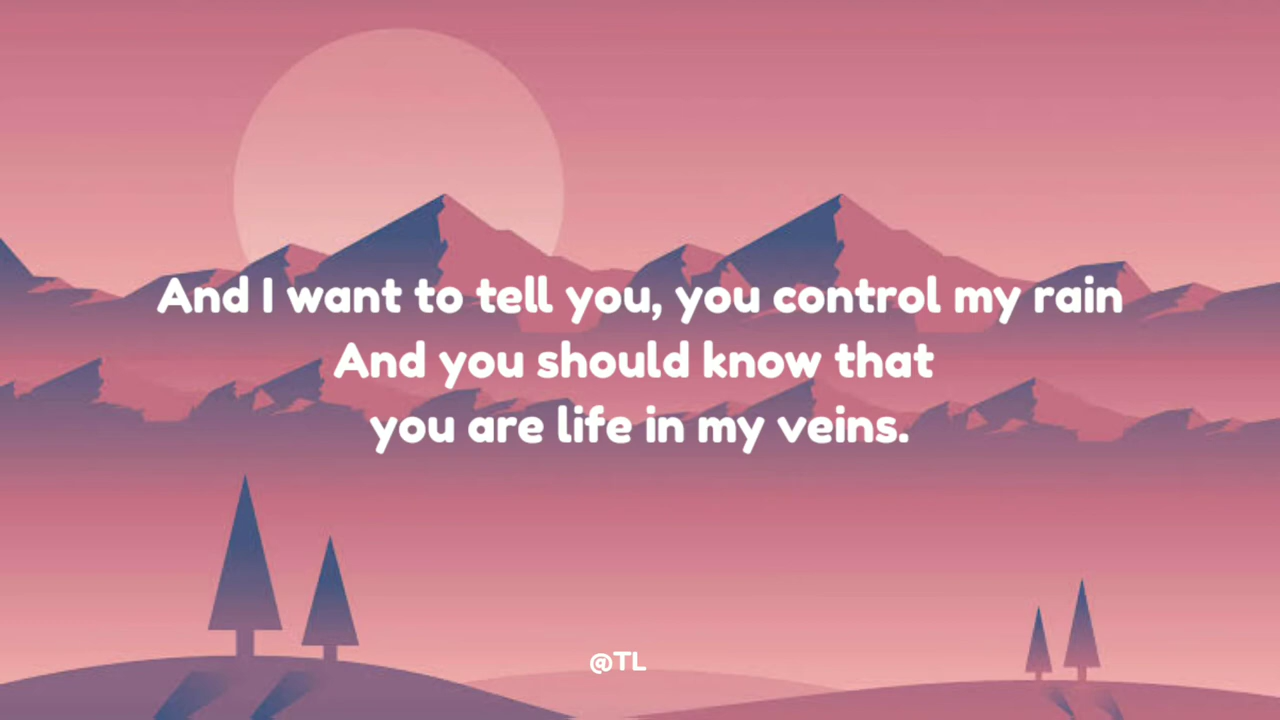 And I want to tell you, you control my rain
And you should know that
you are life in my veins.
@TL